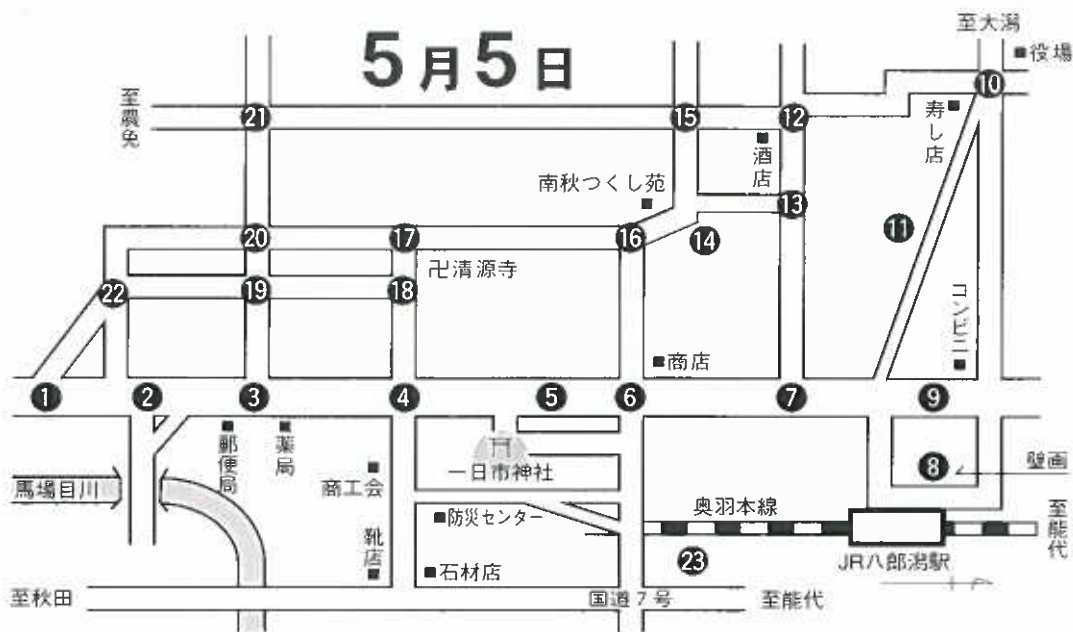 至大潟
■役場
5月5日
⑩
至農免
㉑
⑮
⑫
寿し店
酒店
南秋つくし苑
⑬
⑳
⑰
⑯
⑭
⑪
卍清源寺
㉒
⑲
⑱
コンビニ
■商店
①
②
③
④
⑤
⑥
⑦
⑨
郵便局
薬局
一日市神社
⑧
壁画
馬場目川
商工会
■防災センター
奥羽本線
至能代
靴店
㉓
JR八郎潟駅
■石材店
至秋田
国道7号
至能代